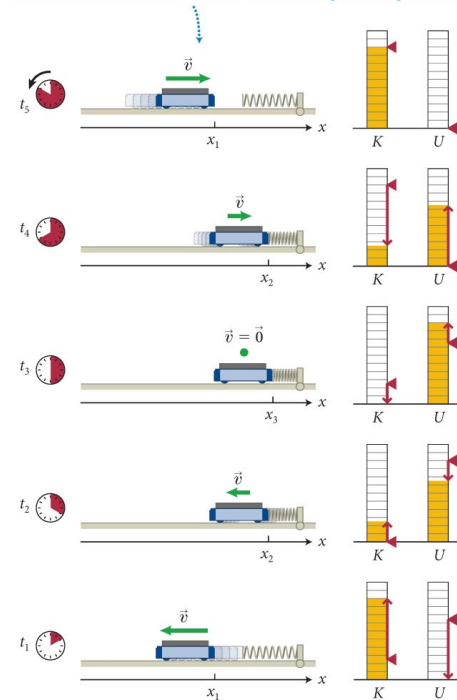 v⃗
t₅
x
x₁
K U
v⃗
t₄
x
x₂
K U
v⃗ = 0⃗
t₃
x
x₃
K U
v⃗
t₂
x
x₂
K U
v⃗
t₁
x
x₁
K U